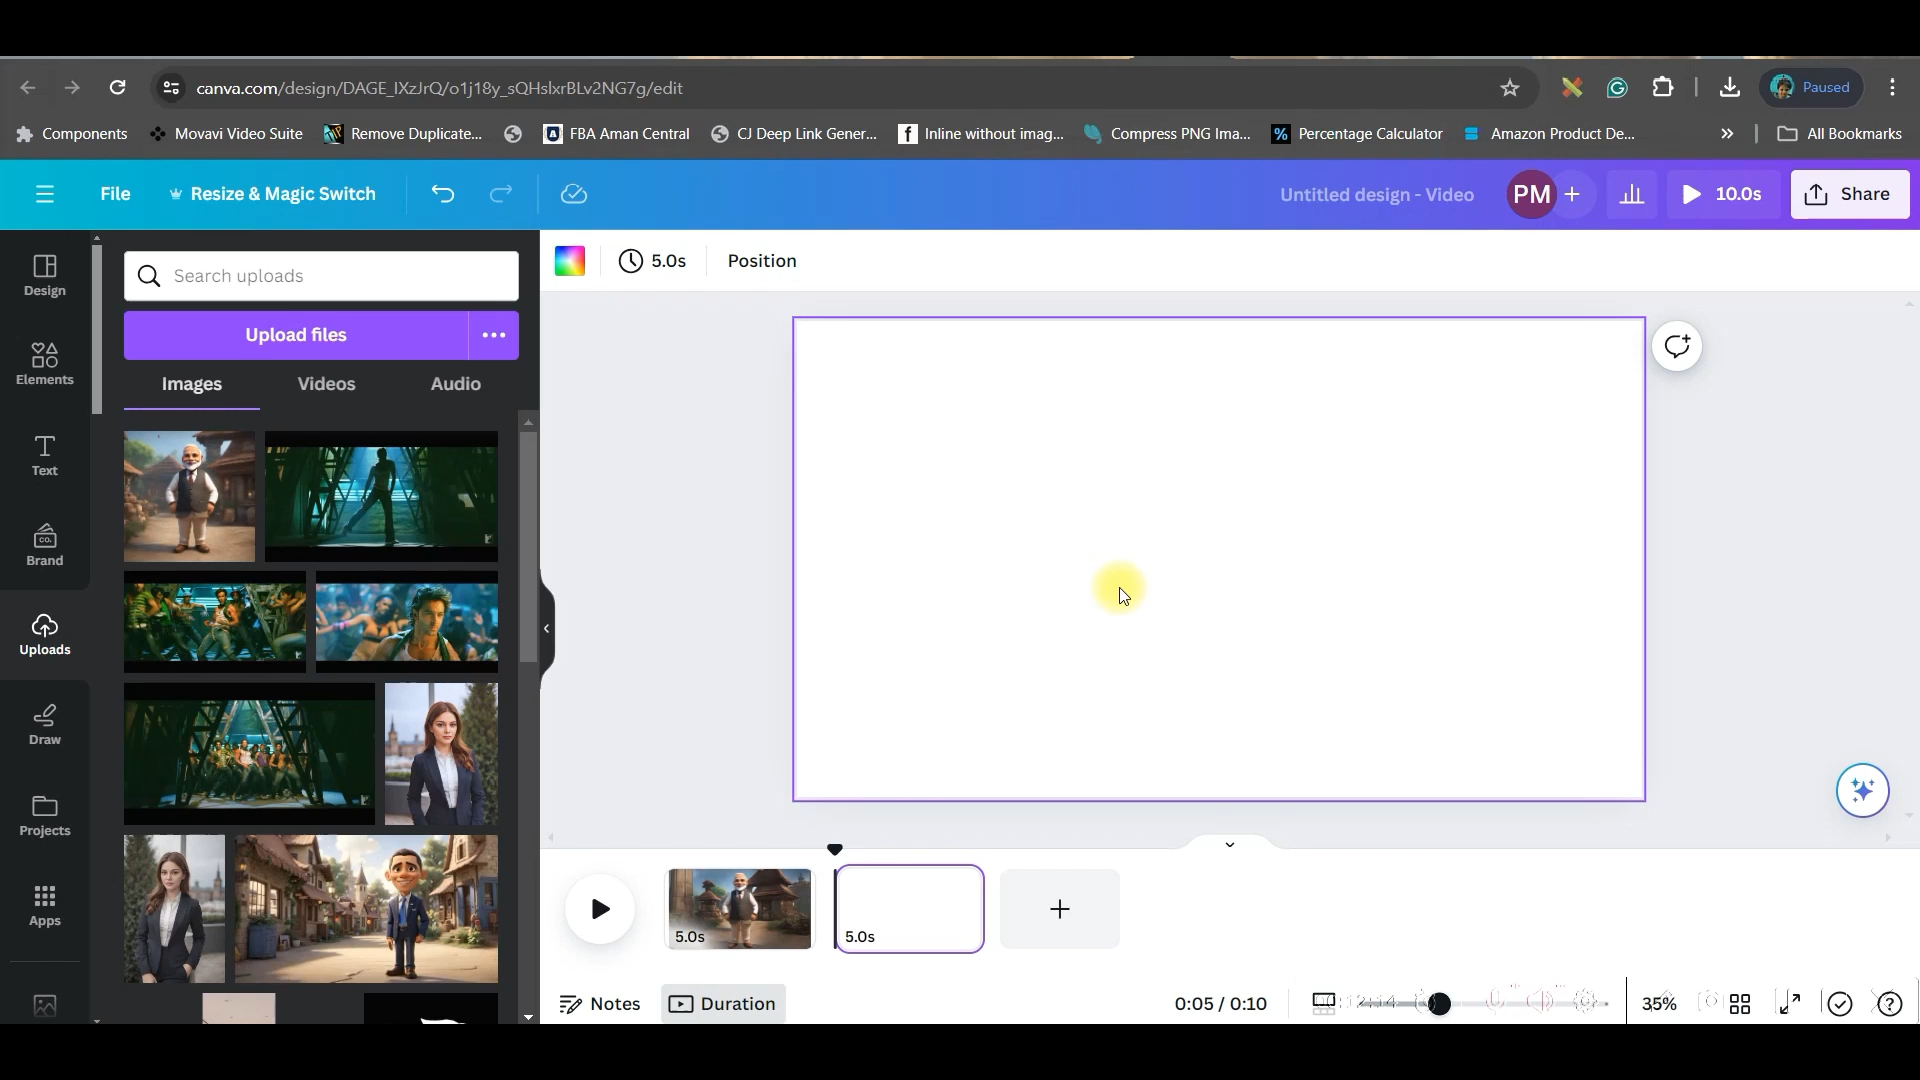 canva.com/design/DAGE_IXzJrQ/o1j18y_sQHslxrBLv2NG7g/edit
Paused
Components
Movavi Video Suite
Remove Duplicate...
FBA Aman Central
CJ Deep Link Gener...
Inline without imag...
Compress PNG Ima...
Percentage Calculator
Amazon Product De...
All Bookmarks
File
Resize & Magic Switch
Untitled design - Video
PM
10.0s
Share
Design
Elements
Text
Brand
Uploads
Draw
Projects
Apps
Search uploads
Upload files
Images
Videos
Audio
5.0s
Position
5.0s
5.0s
Notes
Duration
0:05 / 0:10
35%